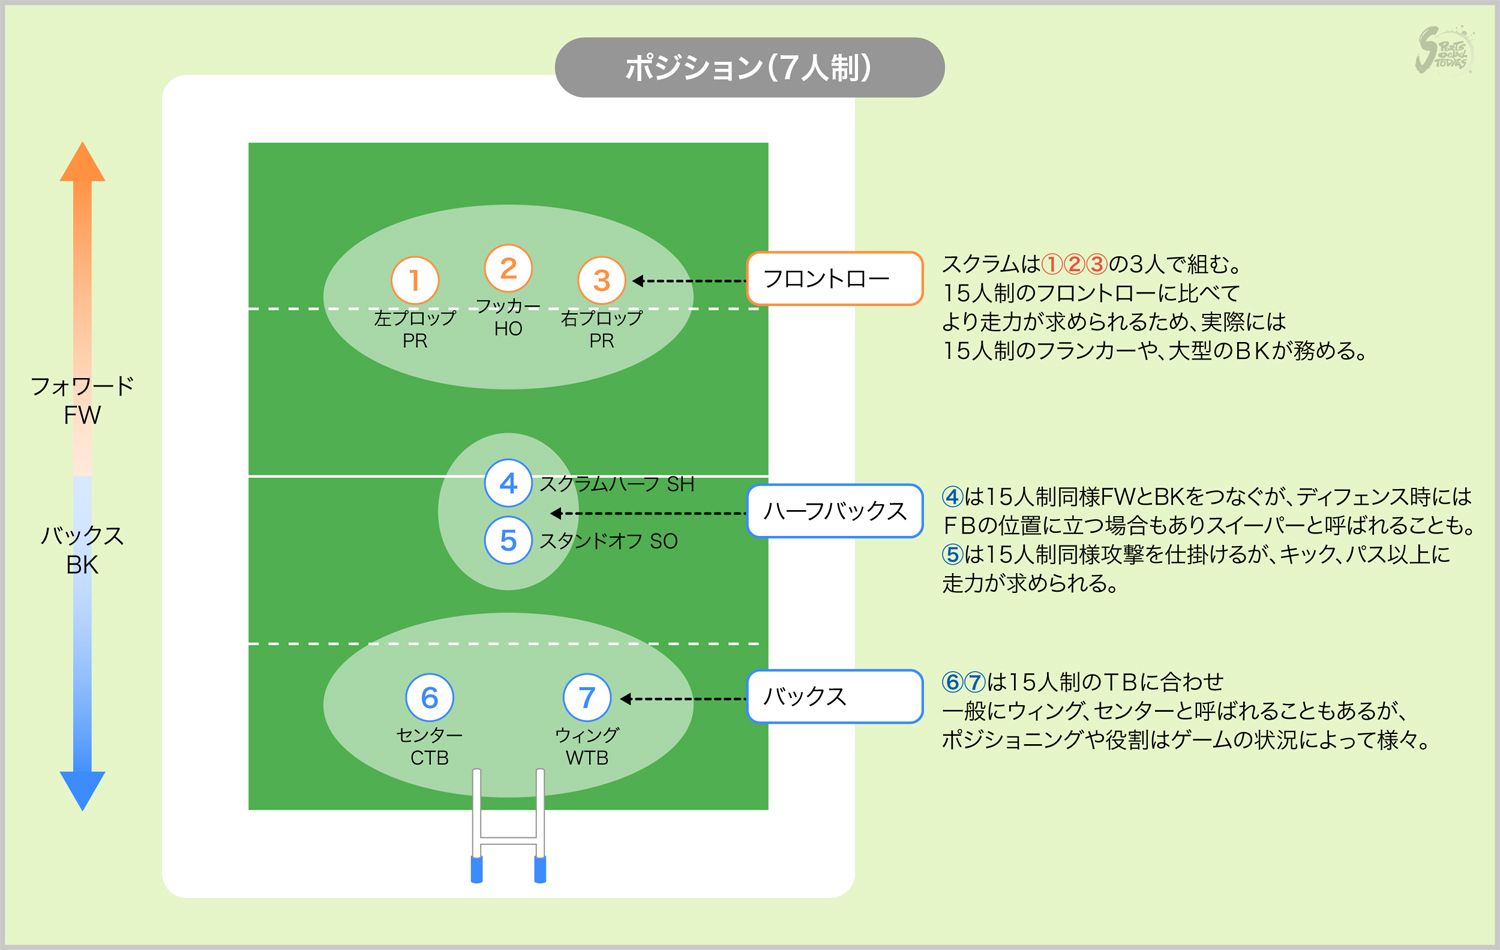 ポジション(7人制)
SPORTS
SOCIAL
TOWNS
フォワード
FW
バックス
BK
1
2
3
左プロップ
PR
フッカー
HO
右プロップ
PR
フロントロー
スクラムは①②③の3人で組む。
15人制のフロントローに比べて
より走力が求められるため、実際には
15人制のフランカーや、大型のBKが務める。
4
スクラムハーフ SH
5
スタンドオフ SO
ハーフバックス
④は15人制同様FWとBKをつなぐが、ディフェンス時には
FBの位置に立つ場合もありスイーパーと呼ばれることも。
⑤は15人制同様攻撃を仕掛けるが、キック、パス以上に
走力が求められる。
6
センター
CTB
7
ウィング
WTB
バックス
⑥⑦は15人制のTBに合わせ
一般にウィング、センターと呼ばれることもあるが、
ポジショニングや役割はゲームの状況によって様々。